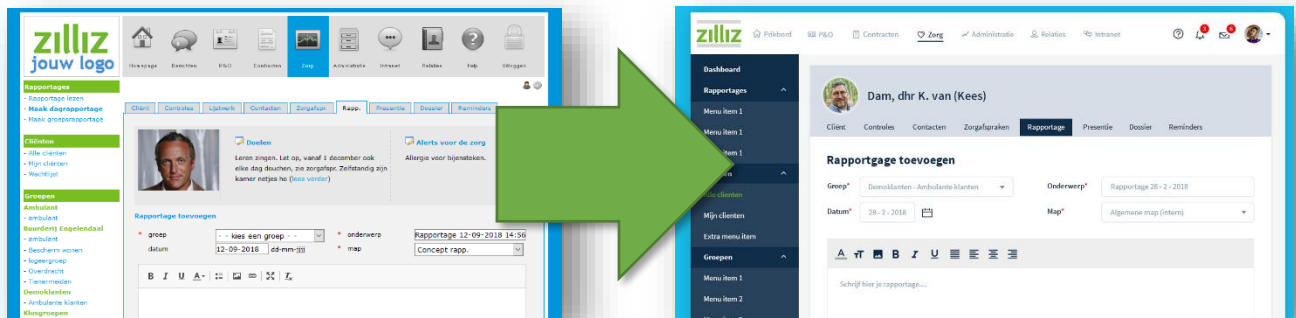 zilliz
jouw logo
Homepage Berichten P&O Contracten Zorg Administratie Intranet Relaties Help Uitloggen
Rapportages
- Rapportage lezen
- Maak dagrapportage
- Maak groepsrapportage
Cliënten
- Alle cliënten
- Mijn cliënten
- Wachtlijst
Groepen
Ambulant
- ambulant
Buurderij Engelendaal
- ambulant
- Bescherm wonen
- logeergroep
- Overdracht
- Tienermeiden
Demoklanten
- Ambulante klanten
Klusgroepen
Cliënt Controles Lijstwerk Contacten Zorgafspr. Rapp. Presentie Dossier Reminders
Doelen
Leren zingen. Let op, vanaf 1 december ook
elke dag douchen, zie zorgafspr. Zelfstandig zijn
kamer netjes ho (lees verder)
Alerts voor de zorg
Allergie voor bijensteken.
Rapportage toevoegen
* groep - - kies een groep - - * onderwerp Rapportage 12-09-2018 14:56
datum 12-09-2018 dd-mm-jjjj * map Concept rapp.
B I U A
zilliz
Prikbord P&O Contracten Zorg Administratie Relaties Intranet
Dashboard
Rapportages
Menu item 1
Menu item 1
item 1
Alle clienten
Mijn clienten
Extra menu item
Groepen
Menu item 1
Menu item 2
Dam, dhr K. van (Kees)
Cliënt Controles Contacten Zorgafspraken Rapportage Presentie Dossier Reminders
Rapportgage toevoegen
Groep* Demoklanten - Ambulante klanten Onderwerp* Rapportage 28 - 2 - 2018
Datum* 28 - 2 - 2018 Map* Algemene map (intern)
A TT B I U
Schrijf hier je rapportage....